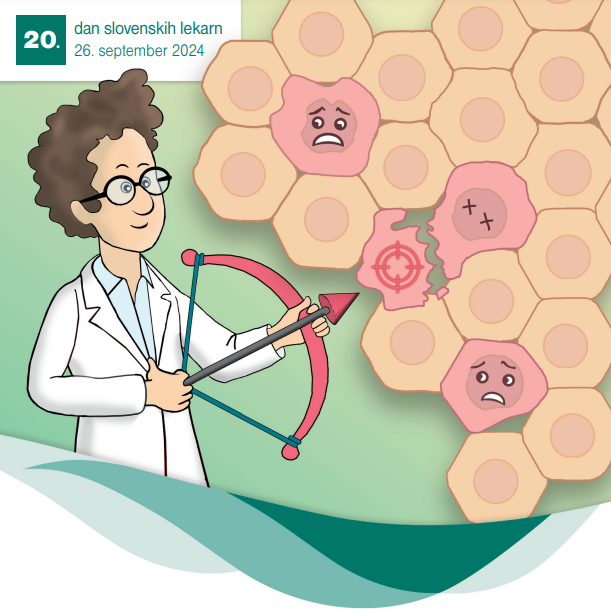 20.
dan slovenskih lekarn
26. september 2024